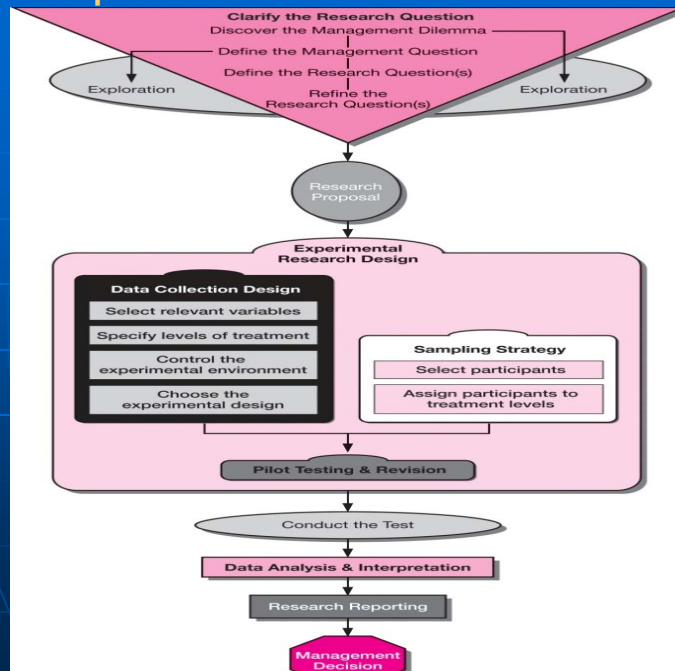 Clarify the Research Question
Discover the Management Dilemma
Define the Management Question
Define the Research Question(s)
Refine the
Research Question(s)
Exploration
Exploration
Research
Proposal
Experimental
Research Design
Data Collection Design
Select relevant variables
Specify levels of treatment
Control the
experimental environment
Choose the
experimental design
Sampling Strategy
Select participants
Assign participants to
treatment levels
Pilot Testing & Revision
Conduct the Test
Data Analysis & Interpretation
Research Reporting
Management
Decision